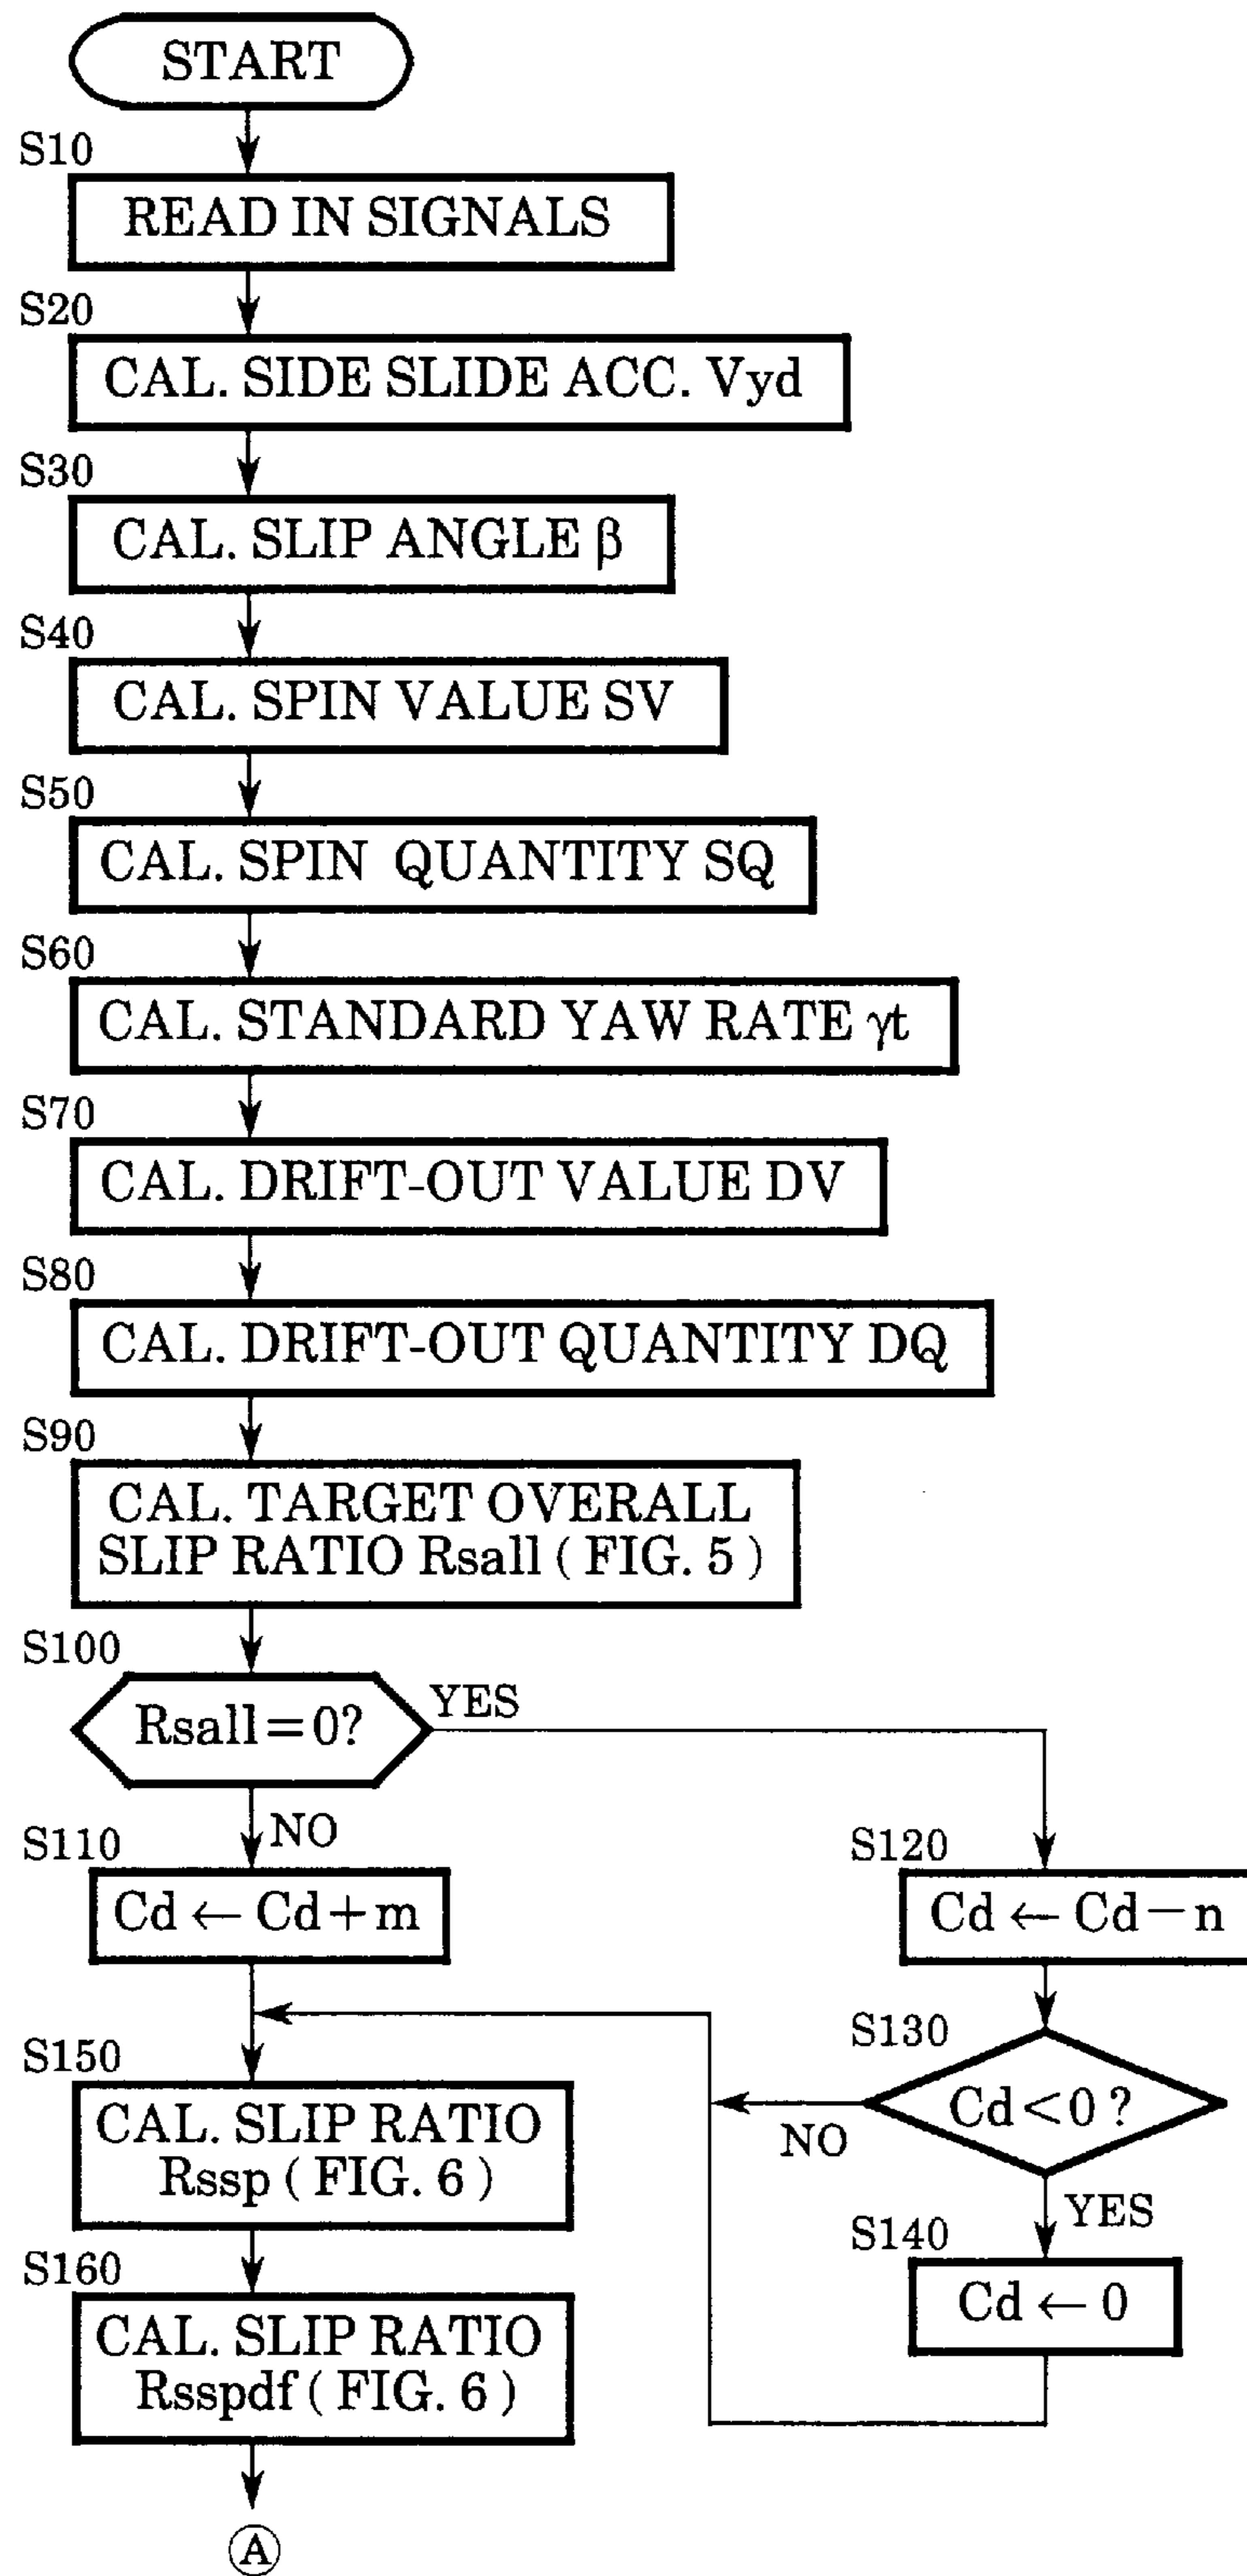 START
S10
READ IN SIGNALS
S20
CAL. SIDE SLIDE ACC. Vyd
S30
CAL. SLIP ANGLE β
S40
CAL. SPIN VALUE SV
S50
CAL. SPIN QUANTITY SQ
S60
CAL. STANDARD YAW RATE γt
S70
CAL. DRIFT-OUT VALUE DV
S80
CAL. DRIFT-OUT QUANTITY DQ
S90
CAL. TARGET OVERALL
SLIP RATIO Rsall ( FIG. 5 )
S100
Rsall = 0?
YES
NO
S110
Cd ← Cd + m
S120
Cd ← Cd − n
S130
Cd < 0 ?
NO
YES
S140
Cd ← 0
S150
CAL. SLIP RATIO
Rssp ( FIG. 6 )
S160
CAL. SLIP RATIO
Rsspdf ( FIG. 6 )
A